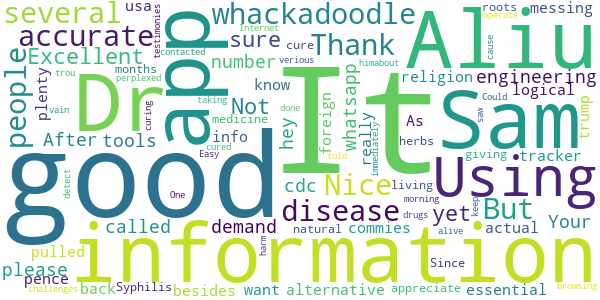 several usa app Dr whackadoodle sure Thank number Aliu roots messing
accurate Excellent people plenty months testimonies internet contacted cure religion engineering operate cause
trou perplexed vain After tools info medicine Not know hey foreign whatsapp really verious himabout As logical tracker trump
taking curing cured Easy done told immediately herbs Could saw giving
good It Sam Using
detect called demand disease cdc Nice living yet But actual Your
One natural commies morning drugs alive keep Since
please pulled pence information
challenges back Syphilis besides harm want alternative appreciate essential browsing